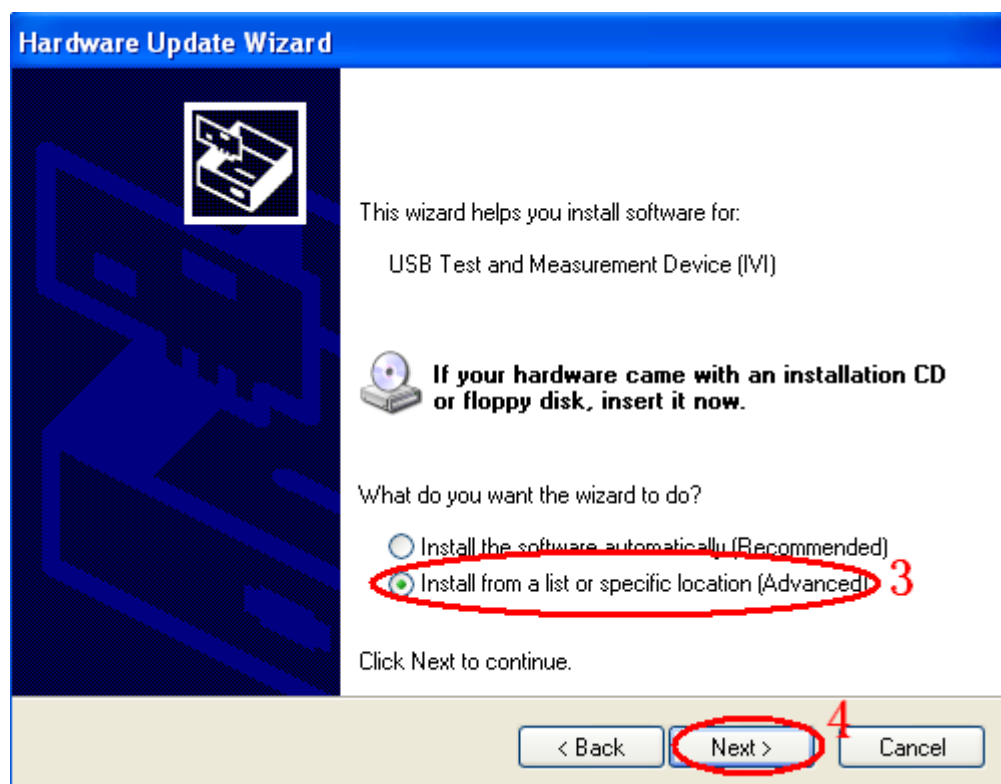 Hardware Update Wizard
This wizard helps you install software for:
USB Test and Measurement Device (IVI)
If your hardware came with an installation CD
or floppy disk, insert it now.
What do you want the wizard to do?
Install the software automatically (Recommended)
Install from a list or specific location (Advanced) 3
Click Next to continue.
< Back Next > 4 Cancel